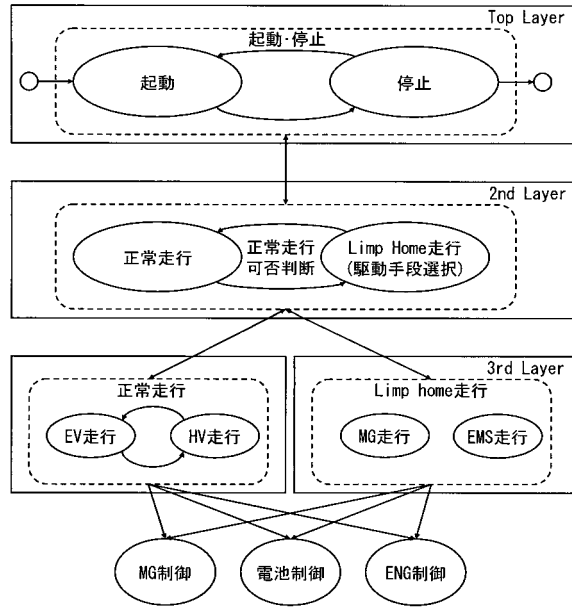 Top Layer
起動・停止
起動
停止
2nd Layer
正常走行
正常走行
可否判断
Limp Home走行
(駆動手段選択)
3rd Layer
正常走行
EV走行
HV走行
Limp home走行
MG走行
EMS走行
MG制御
電池制御
ENG制御